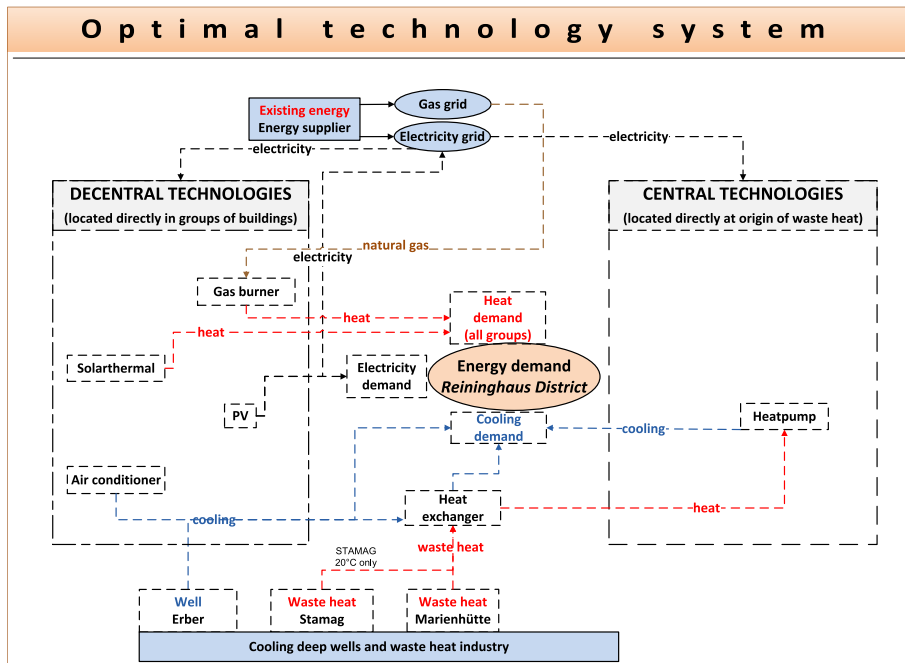 Optimal technology system
Existing energy
Energy supplier
Gas grid
Electricity grid
electricity
electricity
DECENTRAL TECHNOLOGIES
(located directly in groups of buildings)
CENTRAL TECHNOLOGIES
(located directly at origin of waste heat)
natural gas
electricity
Gas burner
Heat
demand
(all groups)
heat
heat
Solarthermal
Electricity
demand
Energy demand
Reininghaus District
PV
Cooling
demand
cooling
Heatpump
Air conditioner
Heat
exchanger
cooling
heat
STAMAG
20°C only
waste heat
Well
Erber
Waste heat
Stamag
Waste heat
Marienhütte
Cooling deep wells and waste heat industry